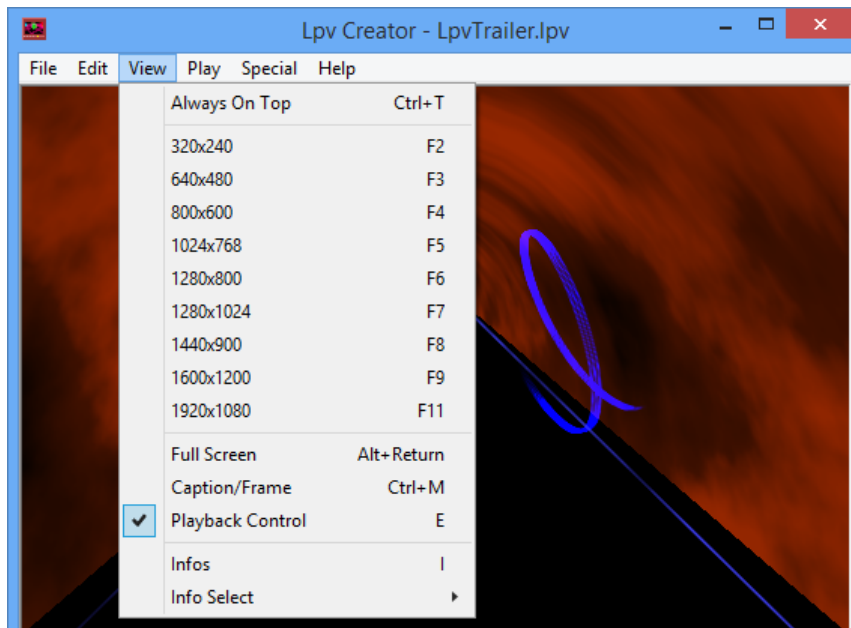 Lpv Creator - LpvTrailer.lpv
File Edit View Play Special Help
Always On Top Ctrl+T
320x240 F2
640x480 F3
800x600 F4
1024x768 F5
1280x800 F6
1280x1024 F7
1440x900 F8
1600x1200 F9
1920x1080 F11
Full Screen Alt+Return
Caption/Frame Ctrl+M
Playback Control E
Infos I
Info Select